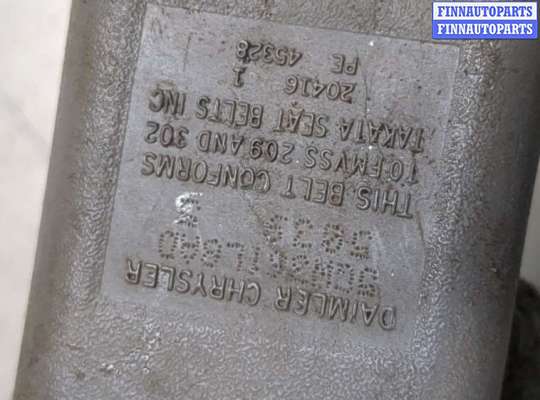 FINNAUTOPARTS
FINNAUTOPARTS
DAIMLER CHRYSLER
5835
THIS BELT CONFORMS
TO FMVSS 209 AND 302
TAKATA SEAT BELTS INC
1
20416
PE 45328